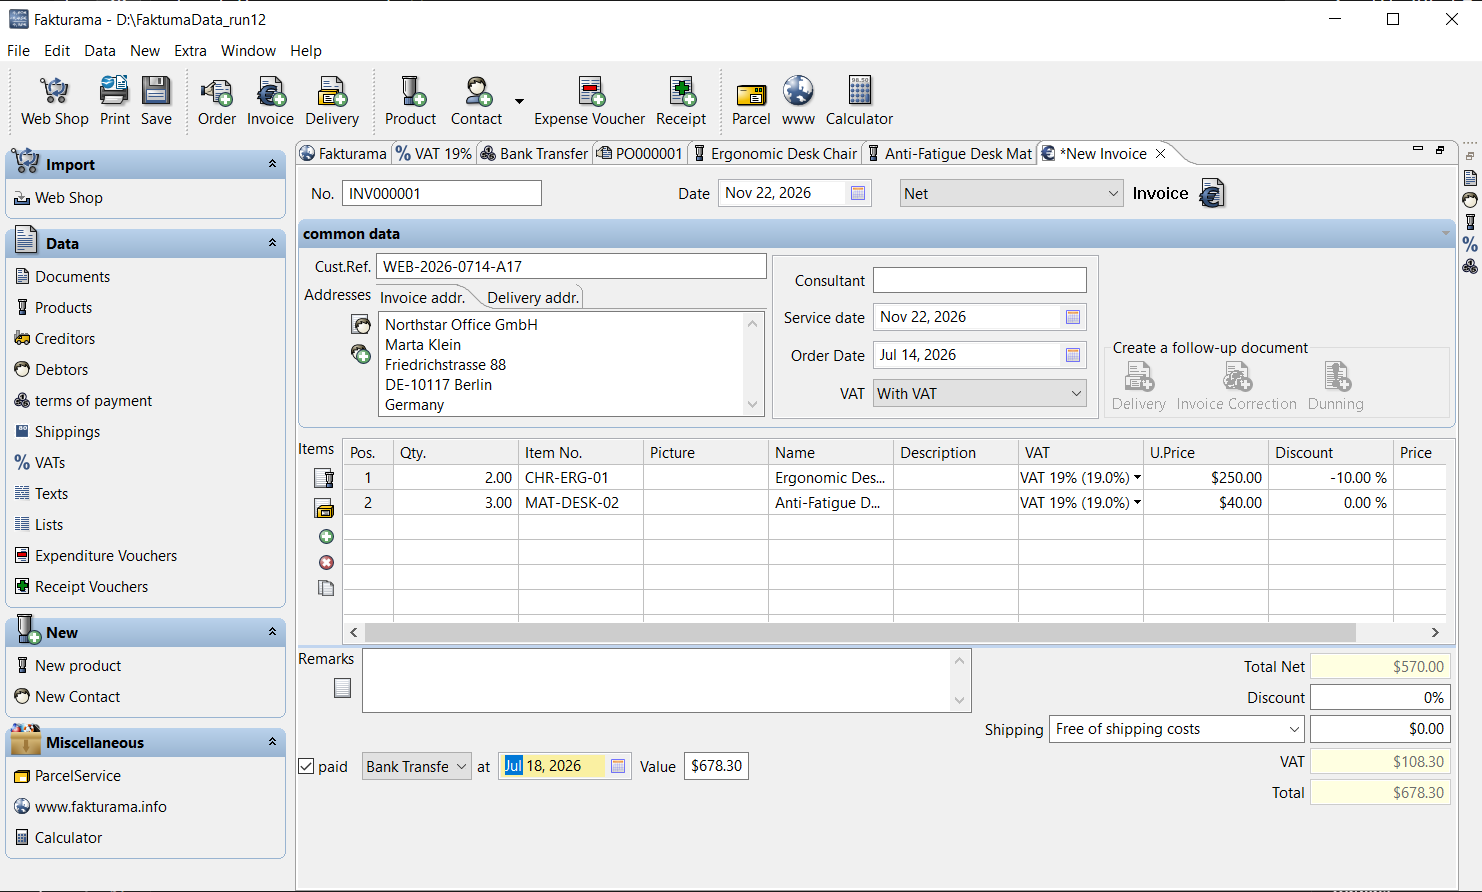 Fakturama - D:\FaktumaData_run12
File Edit Data New Extra Window Help
Web Shop Print Save Order Invoice Delivery Product Contact Expense Voucher Receipt Parcel www Calculator
98.50
Import
Web Shop
Data
Documents
Products
Creditors
Debtors
terms of payment
Shippings
VATs
Texts
Lists
Expenditure Vouchers
Receipt Vouchers
New
New product
New Contact
Miscellaneous
ParcelService
www.fakturama.info
Calculator
Fakturama VAT 19% Bank Transfer PO000001 Ergonomic Desk Chair Anti-Fatigue Desk Mat *New Invoice
No. INV000001 Date Nov 22, 2026 Net Invoice
common data
Cust.Ref. WEB-2026-0714-A17
Addresses Invoice addr. Delivery addr.
Northstar Office GmbH
Marta Klein
Friedrichstrasse 88
DE-10117 Berlin
Germany
Consultant
Service date Nov 22, 2026
Order Date Jul 14, 2026
VAT With VAT
Create a follow-up document
Delivery Invoice Correction Dunning
Items
Pos. Qty. Item No. Picture Name Description VAT U.Price Discount Price
1 2.00 CHR-ERG-01 Ergonomic Des... VAT 19% (19.0%) $250.00 -10.00 %
2 3.00 MAT-DESK-02 Anti-Fatigue D... VAT 19% (19.0%) $40.00 0.00 %
Remarks
Total Net $570.00
Discount 0%
Shipping Free of shipping costs $0.00
VAT $108.30
Total $678.30
paid Bank Transfe at Jul 18, 2026 Value $678.30